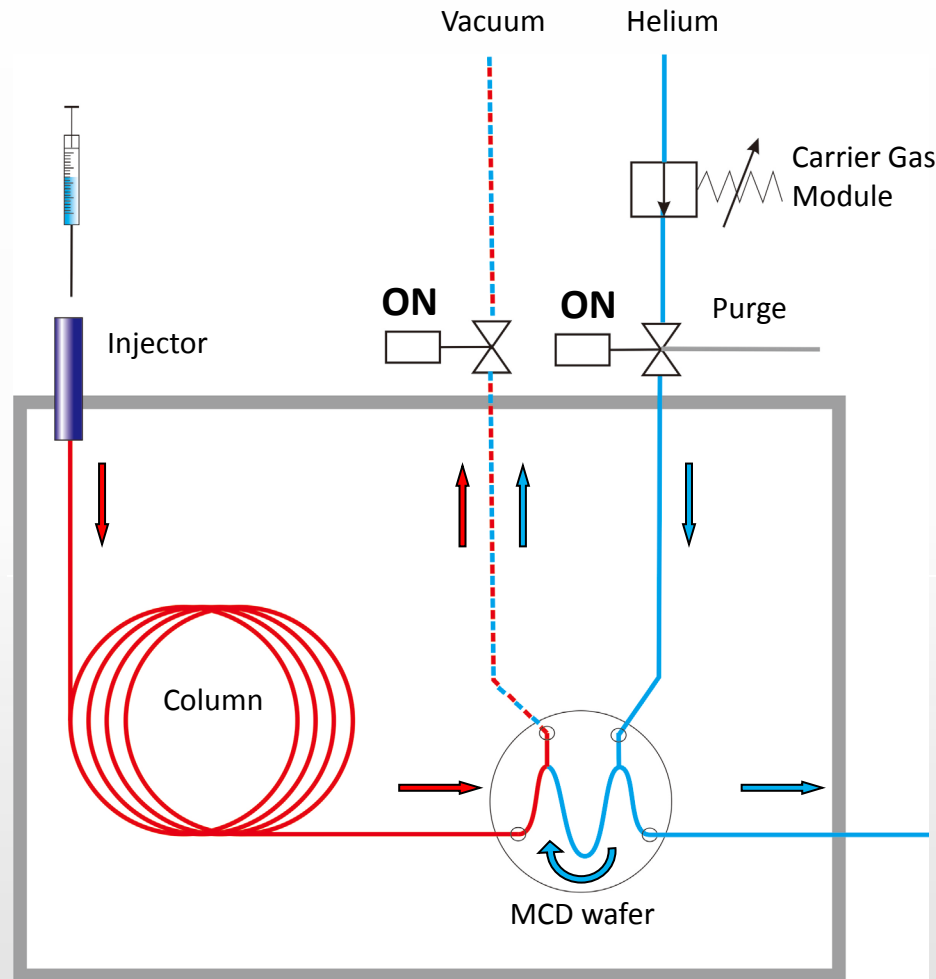 Vacuum
Helium
Carrier Gas
Module
ON
ON
Purge
Injector
Column
MCD wafer